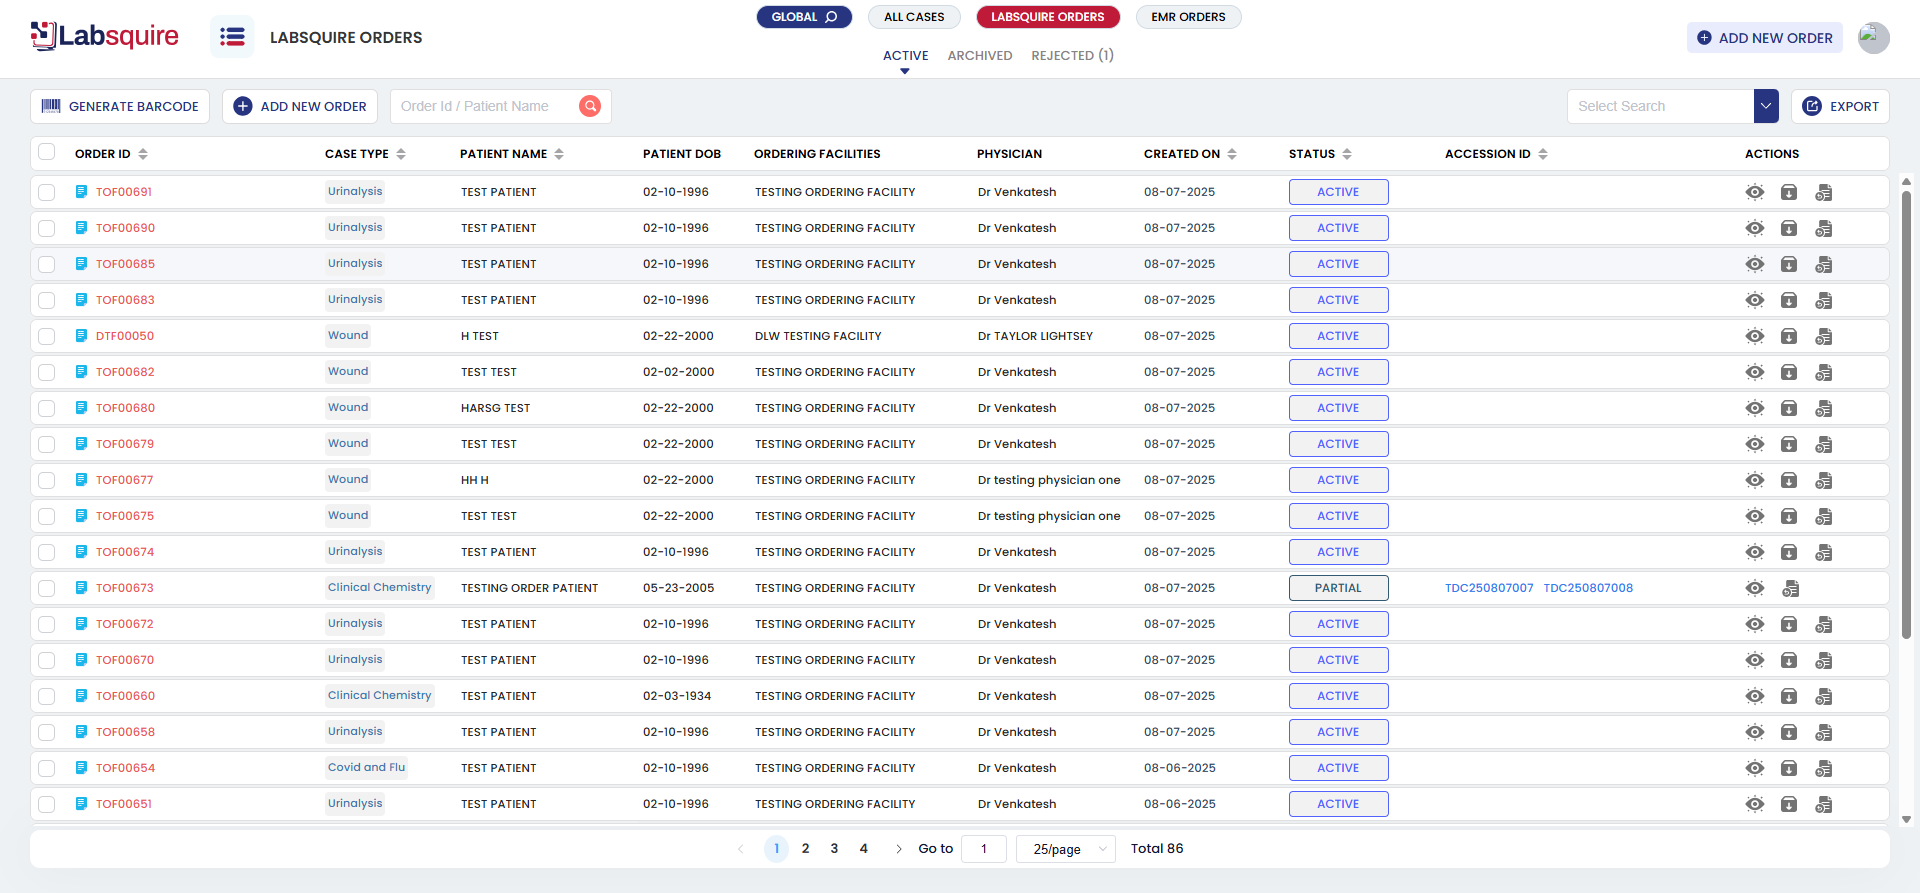 Labsquire
LABSQUIRE ORDERS
GLOBAL ALL CASES LABSQUIRE ORDERS EMR ORDERS
ACTIVE ARCHIVED REJECTED (1)
ADD NEW ORDER
GENERATE BARCODE ADD NEW ORDER Order Id / Patient Name Select Search EXPORT
ORDER ID CASE TYPE PATIENT NAME PATIENT DOB ORDERING FACILITIES PHYSICIAN CREATED ON STATUS ACCESSION ID ACTIONS
TOF00691 Urinalysis TEST PATIENT 02-10-1996 TESTING ORDERING FACILITY Dr Venkatesh 08-07-2025 ACTIVE
TOF00690 Urinalysis TEST PATIENT 02-10-1996 TESTING ORDERING FACILITY Dr Venkatesh 08-07-2025 ACTIVE
TOF00685 Urinalysis TEST PATIENT 02-10-1996 TESTING ORDERING FACILITY Dr Venkatesh 08-07-2025 ACTIVE
TOF00683 Urinalysis TEST PATIENT 02-10-1996 TESTING ORDERING FACILITY Dr Venkatesh 08-07-2025 ACTIVE
DTF00050 Wound H TEST 02-22-2000 DLW TESTING FACILITY Dr TAYLOR LIGHTSEY 08-07-2025 ACTIVE
TOF00682 Wound TEST TEST 02-02-2000 TESTING ORDERING FACILITY Dr Venkatesh 08-07-2025 ACTIVE
TOF00680 Wound HARSG TEST 02-22-2000 TESTING ORDERING FACILITY Dr Venkatesh 08-07-2025 ACTIVE
TOF00679 Wound TEST TEST 02-22-2000 TESTING ORDERING FACILITY Dr Venkatesh 08-07-2025 ACTIVE
TOF00677 Wound HH H 02-22-2000 TESTING ORDERING FACILITY Dr testing physician one 08-07-2025 ACTIVE
TOF00675 Wound TEST TEST 02-22-2000 TESTING ORDERING FACILITY Dr testing physician one 08-07-2025 ACTIVE
TOF00674 Urinalysis TEST PATIENT 02-10-1996 TESTING ORDERING FACILITY Dr Venkatesh 08-07-2025 ACTIVE
TOF00673 Clinical Chemistry TESTING ORDER PATIENT 05-23-2005 TESTING ORDERING FACILITY Dr Venkatesh 08-07-2025 PARTIAL TDC250807007 TDC250807008
TOF00672 Urinalysis TEST PATIENT 02-10-1996 TESTING ORDERING FACILITY Dr Venkatesh 08-07-2025 ACTIVE
TOF00670 Urinalysis TEST PATIENT 02-10-1996 TESTING ORDERING FACILITY Dr Venkatesh 08-07-2025 ACTIVE
TOF00660 Clinical Chemistry TEST PATIENT 02-03-1934 TESTING ORDERING FACILITY Dr Venkatesh 08-07-2025 ACTIVE
TOF00658 Urinalysis TEST PATIENT 02-10-1996 TESTING ORDERING FACILITY Dr Venkatesh 08-07-2025 ACTIVE
TOF00654 Covid and Flu TEST PATIENT 02-10-1996 TESTING ORDERING FACILITY Dr Venkatesh 08-06-2025 ACTIVE
TOF00651 Urinalysis TEST PATIENT 02-10-1996 TESTING ORDERING FACILITY Dr Venkatesh 08-06-2025 ACTIVE
1 2 3 4 Go to 1 25/page Total 86